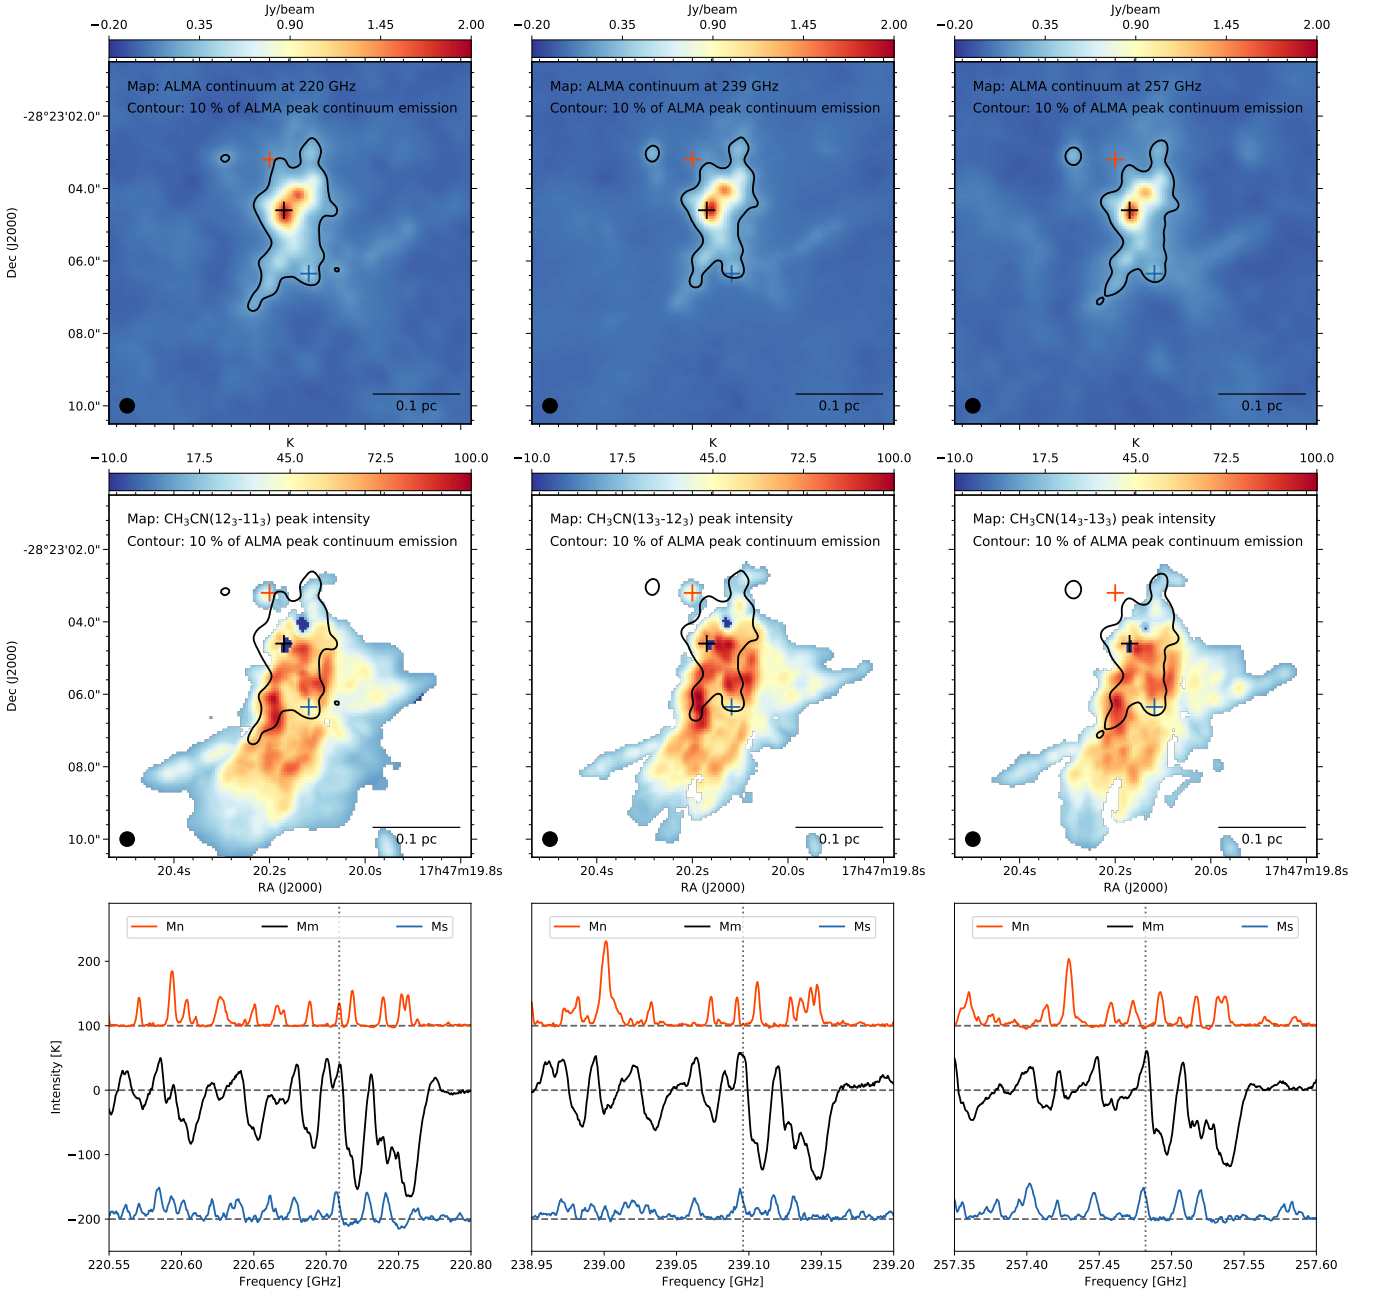 Jy/beam Jy/beam Jy/beam
−0.20 0.35 0.90 1.45 2.00 −0.20 0.35 0.90 1.45 2.00 −0.20 0.35 0.90 1.45 2.00
Map: ALMA continuum at 220 GHz Map: ALMA continuum at 239 GHz Map: ALMA continuum at 257 GHz
Contour: 10 % of ALMA peak continuum emission Contour: 10 % of ALMA peak continuum emission Contour: 10 % of ALMA peak continuum emission
-28°23'02.0"
04.0"
Dec (J2000)
06.0"
08.0"
10.0" 0.1 pc 0.1 pc 0.1 pc
K K K
−10.0 17.5 45.0 72.5 100.0 −10.0 17.5 45.0 72.5 100.0 −10.0 17.5 45.0 72.5 100.0
Map: CH₃CN(12₃-11₃) peak intensity Map: CH₃CN(13₃-12₃) peak intensity Map: CH₃CN(14₃-13₃) peak intensity
Contour: 10 % of ALMA peak continuum emission Contour: 10 % of ALMA peak continuum emission Contour: 10 % of ALMA peak continuum emission
-28°23'02.0"
04.0"
Dec (J2000)
06.0"
08.0"
10.0" 0.1 pc 0.1 pc 0.1 pc
20.4s 20.2s 20.0s 17h47m19.8s 20.4s 20.2s 20.0s 17h47m19.8s 20.4s 20.2s 20.0s 17h47m19.8s
RA (J2000) RA (J2000) RA (J2000)
Mn Mm Ms Mn Mm Ms Mn Mm Ms
200
100
Intensity [K]
0
−100
−200
220.55 220.60 220.65 220.70 220.75 220.80 238.95 239.00 239.05 239.10 239.15 239.20 257.35 257.40 257.45 257.50 257.55 257.60
Frequency [GHz] Frequency [GHz] Frequency [GHz]